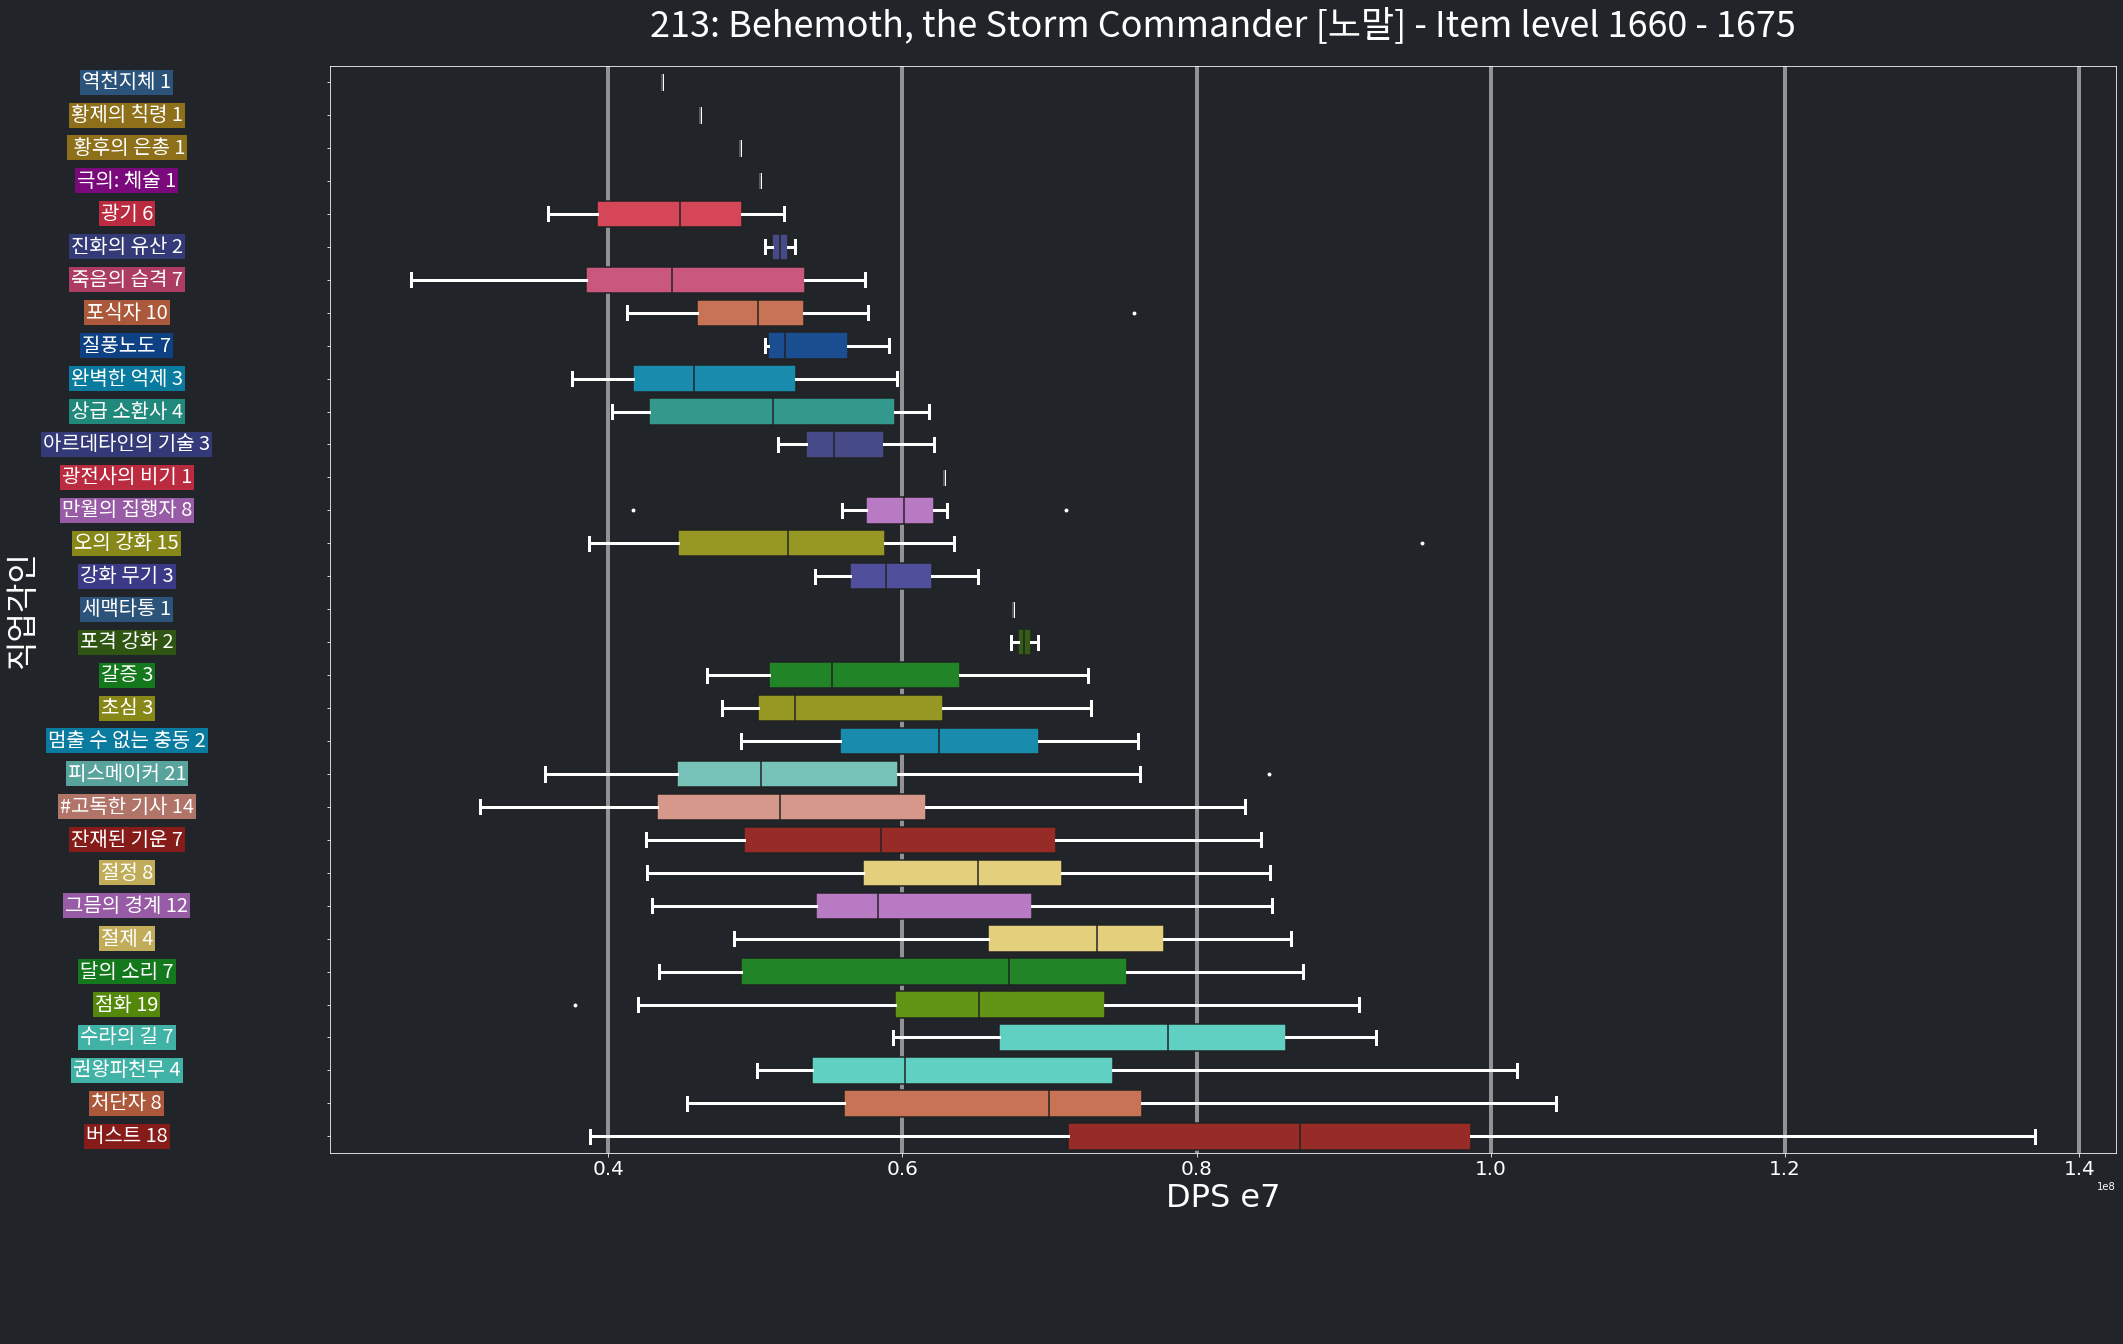 213: Behemoth, the Storm Commander [노말] - Item level 1660 - 1675
역천지체 1
황제의 칙령 1
황후의 은총 1
극의: 체술 1
광기 6
진화의 유산 2
죽음의 습격 7
포식자 10
질풍노도 7
완벽한 억제 3
상급 소환사 4
아르데타인의 기술 3
광전사의 비기 1
만월의 집행자 8
오의 강화 15
강화 무기 3
세맥타통 1
포격 강화 2
갈증 3
초심 3
멈출 수 없는 충동 2
피스메이커 21
#고독한 기사 14
잔재된 기운 7
절정 8
그믐의 경계 12
절제 4
달의 소리 7
점화 19
수라의 길 7
권왕파천무 4
처단자 8
버스트 18
직업각인
0.4 0.6 0.8 1.0 1.2 1.4
1e8
DPS e7